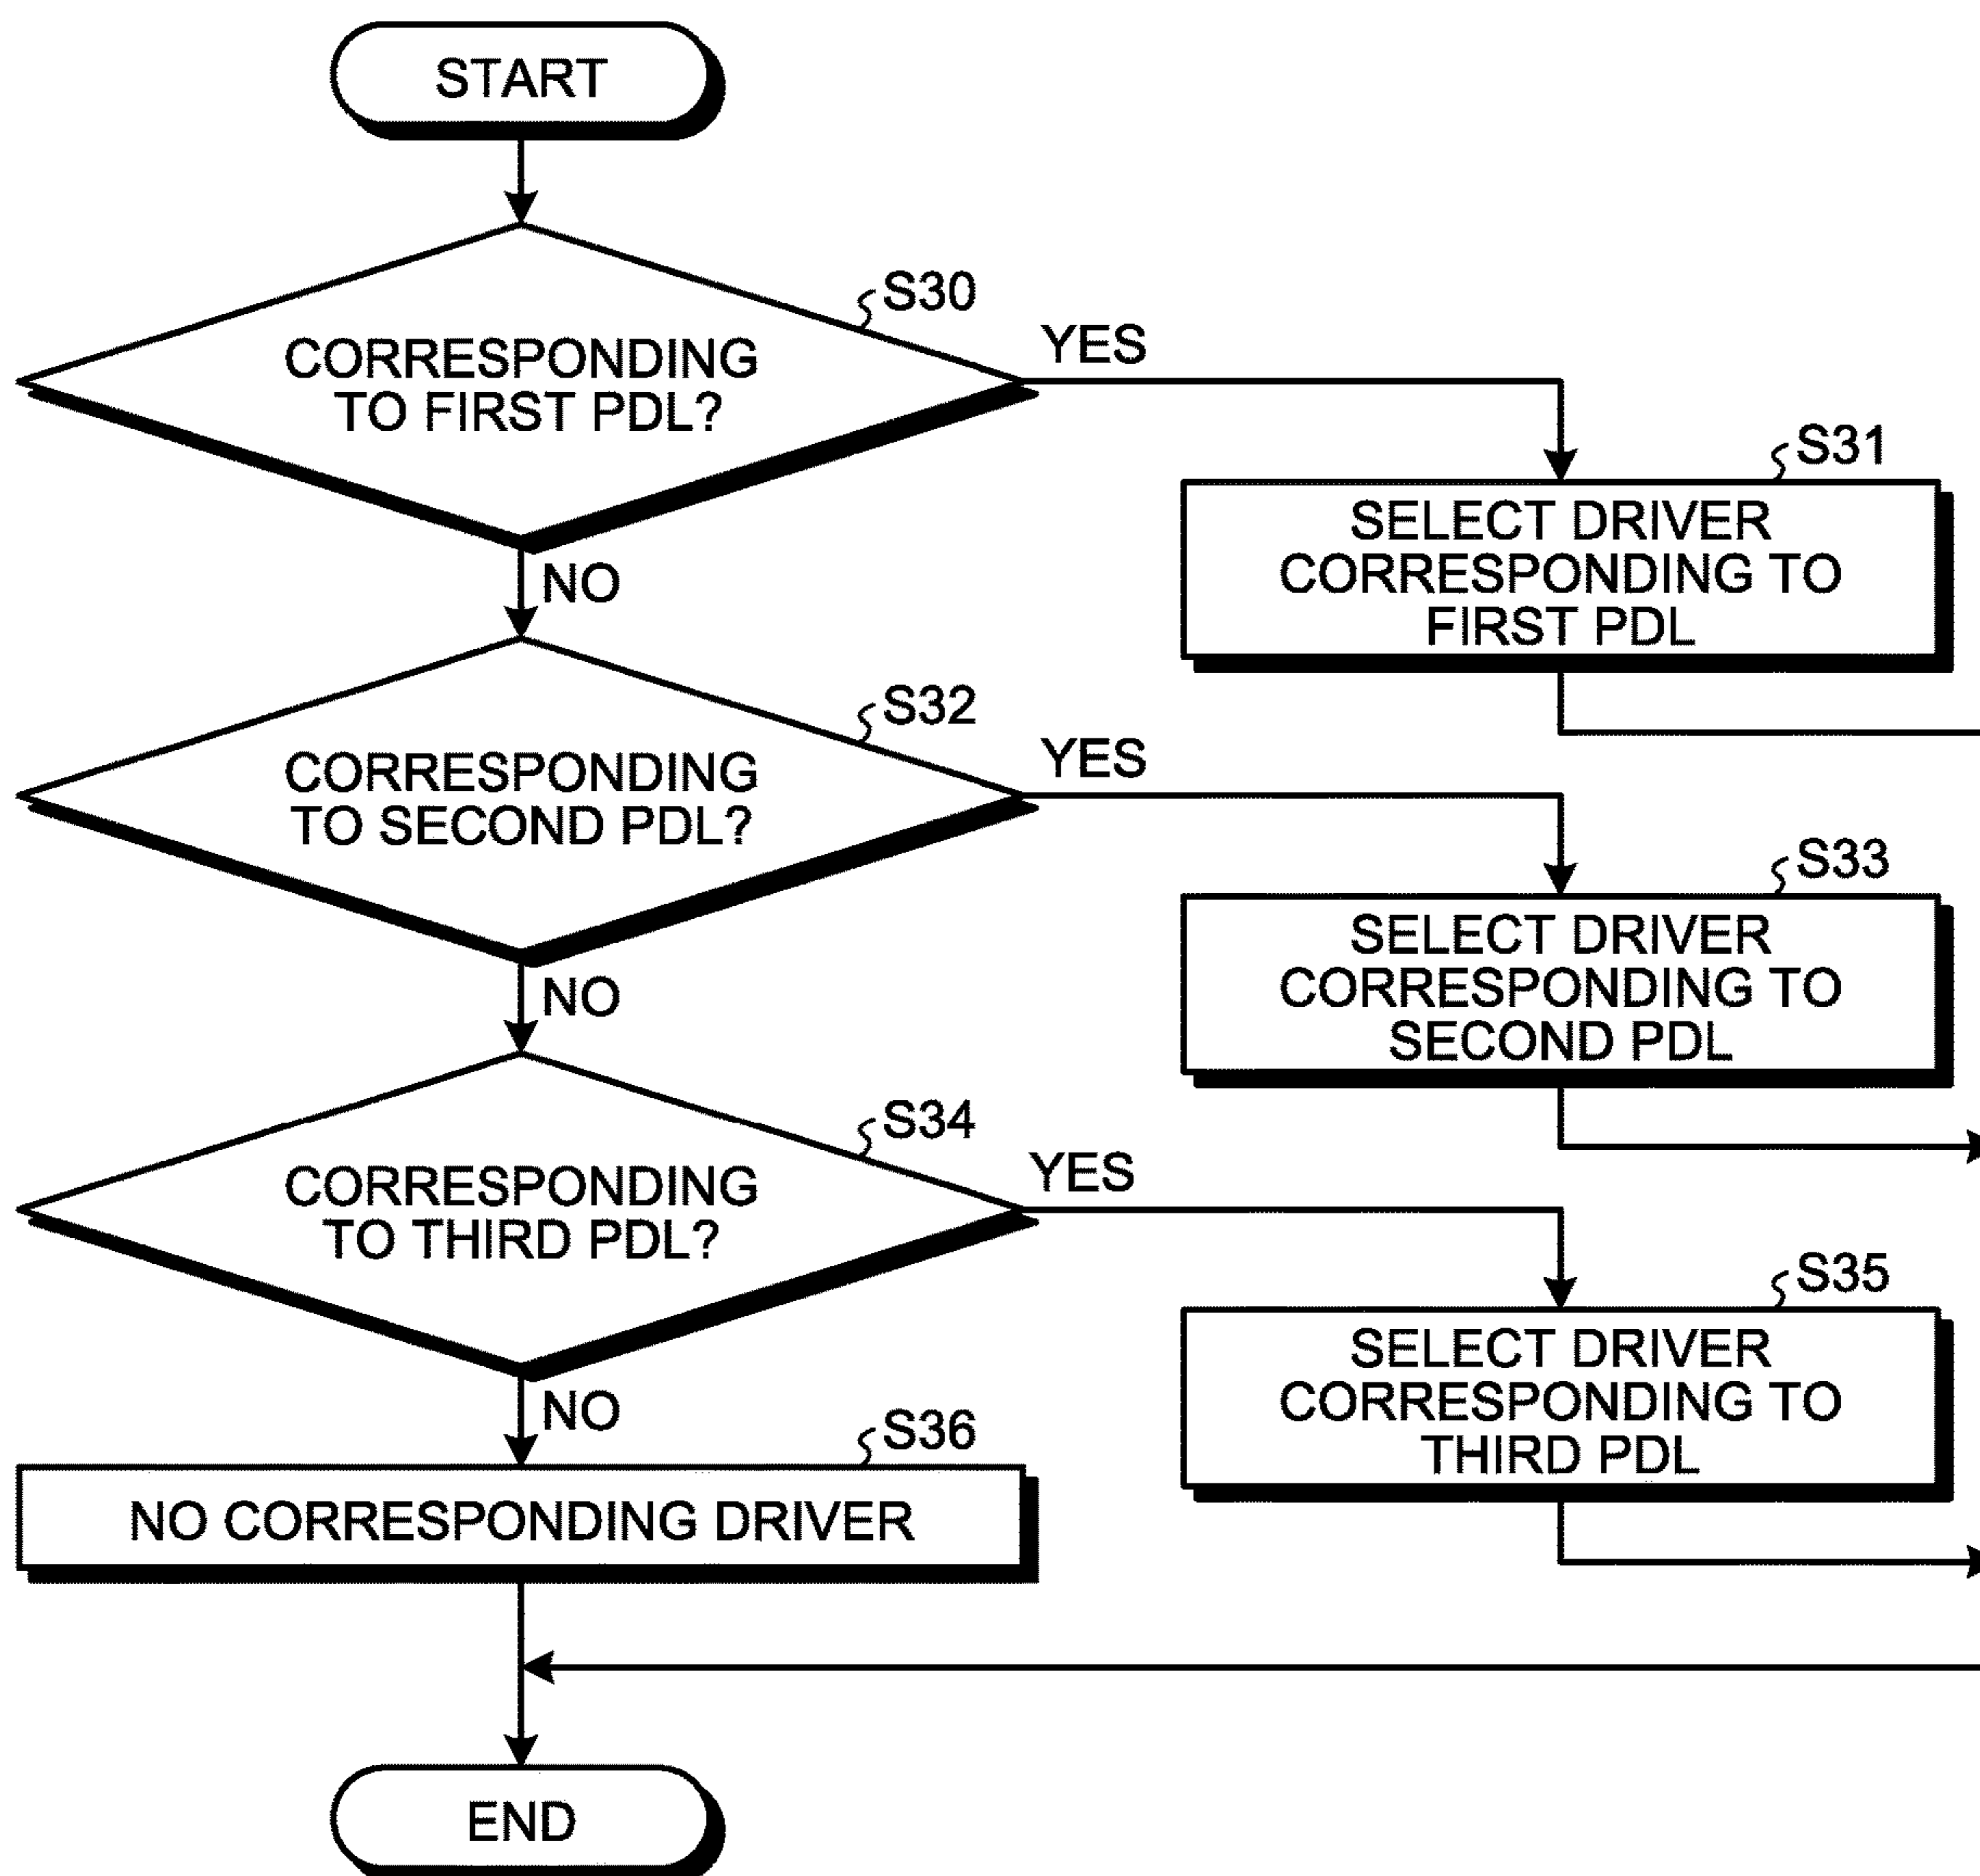 START
S30
CORRESPONDING
TO FIRST PDL?
YES
S31
SELECT DRIVER
CORRESPONDING TO
FIRST PDL
NO
S32
CORRESPONDING
TO SECOND PDL?
YES
S33
SELECT DRIVER
CORRESPONDING TO
SECOND PDL
NO
S34
CORRESPONDING
TO THIRD PDL?
YES
S35
SELECT DRIVER
CORRESPONDING TO
THIRD PDL
NO
S36
NO CORRESPONDING DRIVER
END